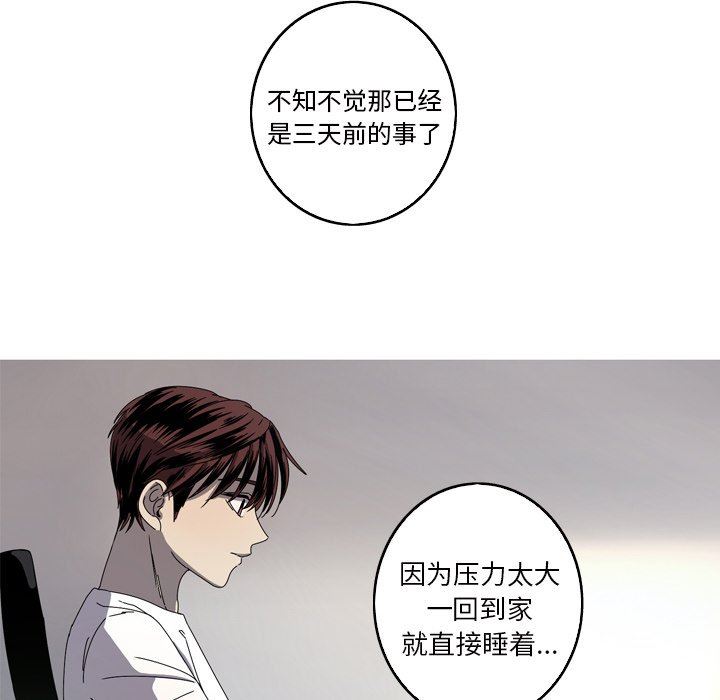 不知不觉那已经
是三天前的事了
因为压力太大
一回到家
就直接睡着...